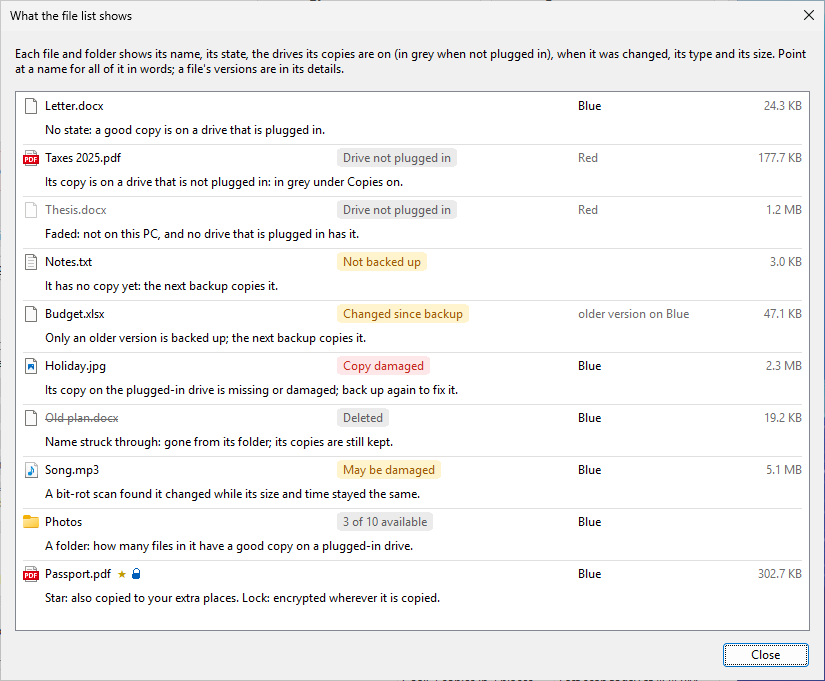 What the file list shows
Each file and folder shows its name, its state, the drives its copies are on (in grey when not plugged in), when it was changed, its type and its size. Point
at a name for all of it in words; a file's versions are in its details.
Letter.docx Blue 24.3 KB
No state: a good copy is on a drive that is plugged in.
PDF Taxes 2025.pdf Drive not plugged in Red 177.7 KB
Its copy is on a drive that is not plugged in: in grey under Copies on.
Thesis.docx Drive not plugged in Red 1.2 MB
Faded: not on this PC, and no drive that is plugged in has it.
Notes.txt Not backed up 3.0 KB
It has no copy yet: the next backup copies it.
Budget.xlsx Changed since backup older version on Blue 47.1 KB
Only an older version is backed up; the next backup copies it.
Holiday.jpg Copy damaged Blue 2.3 MB
Its copy on the plugged-in drive is missing or damaged; back up again to fix it.
Old plan.docx Deleted Blue 19.2 KB
Name struck through: gone from its folder; its copies are still kept.
Song.mp3 May be damaged Blue 5.1 MB
A bit-rot scan found it changed while its size and time stayed the same.
Photos 3 of 10 available Blue
A folder: how many files in it have a good copy on a plugged-in drive.
PDF Passport.pdf Blue 302.7 KB
Star: also copied to your extra places. Lock: encrypted wherever it is copied.
Close